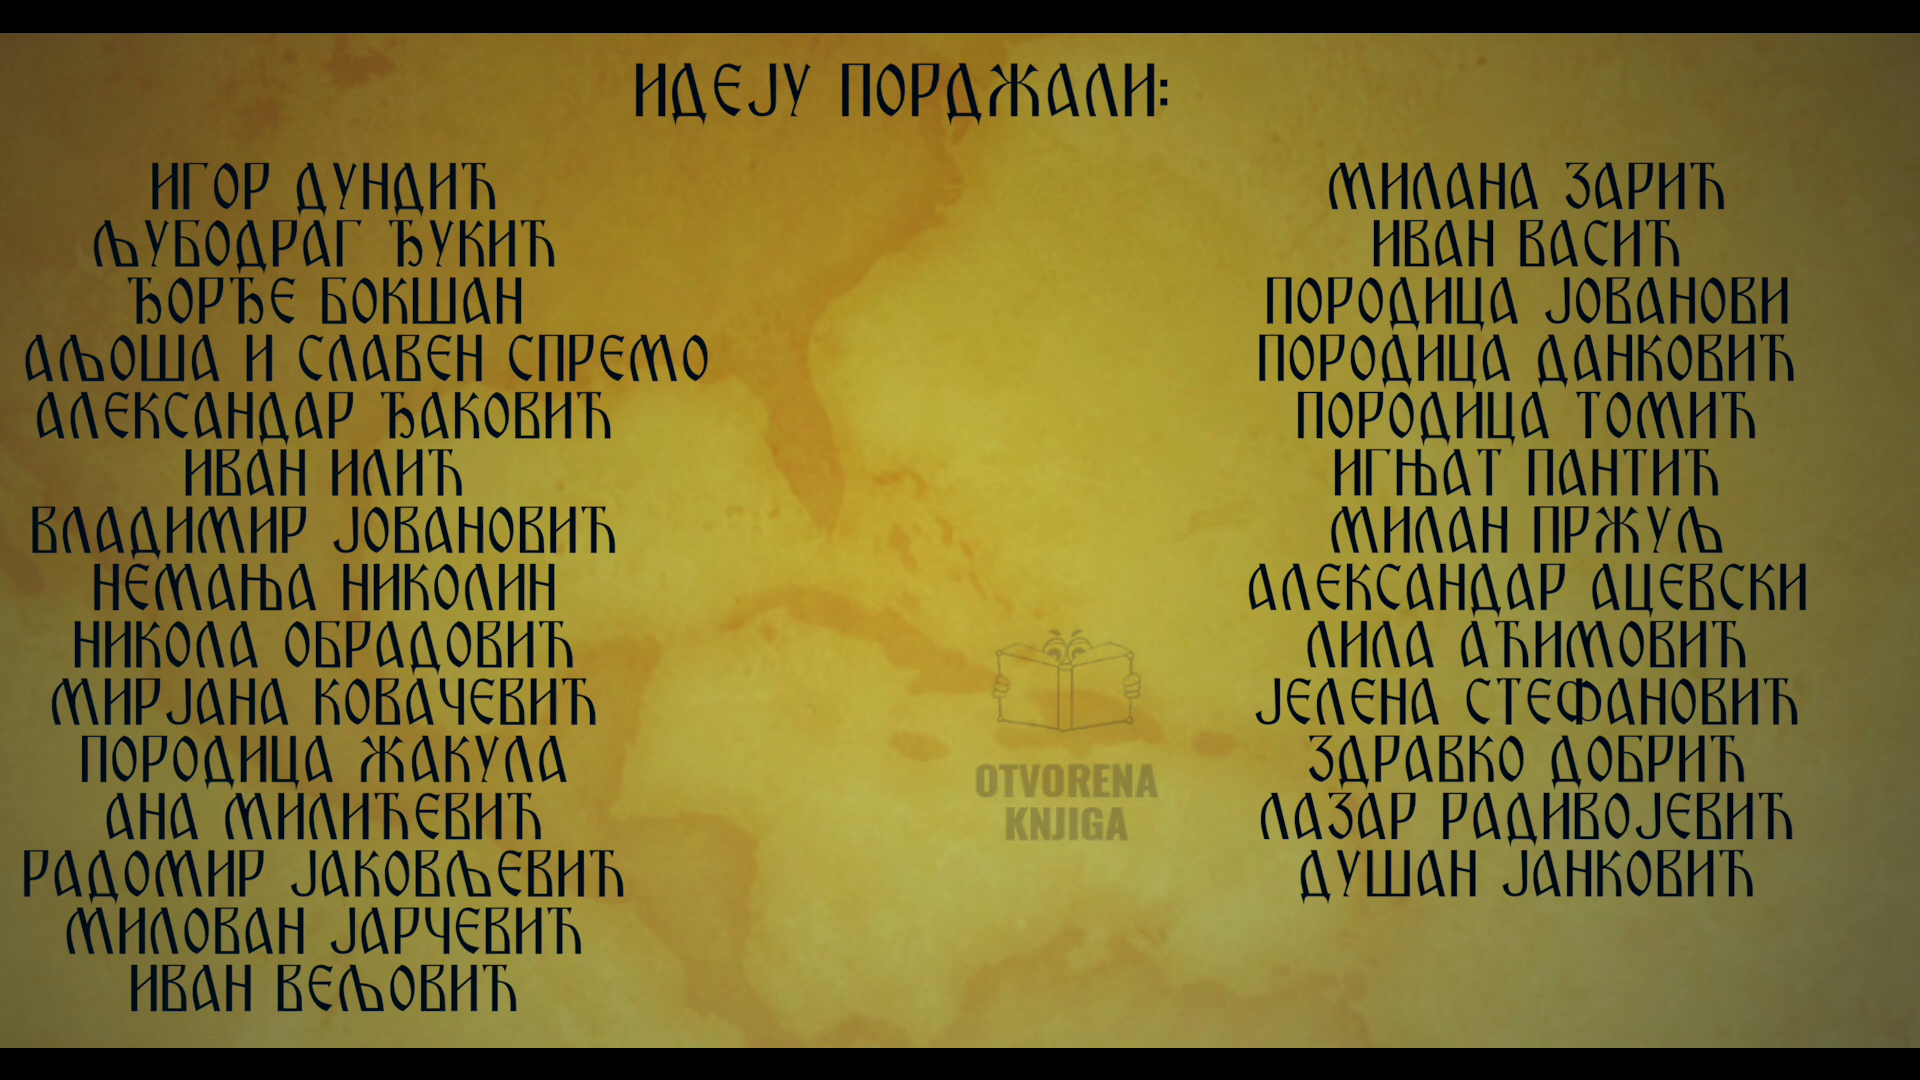 ИДЕЈУ ПОРДЖАЛИ:
ИГОР ДУНДИЋ
ЉУБОДРАГ ЂУКИЋ
ЂОРЂЕ БОКШАН
АЉОША И СЛАВЕН СПРЕМО
АЛЕКСАНДАР ЂАКОВИЋ
ИВАН ИЛИЋ
ВЛАДИМИР ЈОВАНОВИЋ
НЕМАЊА НИКОЛИН
НИКОЛА ОБРАДОВИЋ
МИРЈАНА КОВАЧЕВИЋ
ПОРОДИЦА ЖАКУЛА
АНА МИЛИЋЕВИЋ
РАДОМИР ЈАКОВЉЕВИЋ
МИЛОВАН ЈАРЧЕВИЋ
ИВАН ВЕЉОВИЋ
МИЛАНА ЗАРИЋ
ИВАН ВАСИЋ
ПОРОДИЦА ЈОВАНОВИ
ПОРОДИЦА ДАНКОВИЋ
ПОРОДИЦА ТОМИЋ
ИГЊАТ ПАНТИЋ
МИЛАН ПРЖУЉ
АЛЕКСАНДАР АЦЕВСКИ
ЛИЛА АЋИМОВИЋ
ЈЕЛЕНА СТЕФАНОВИЋ
ЗДРАВКО ДОБРИЋ
ЛАЗАР РАДИВОЈЕВИЋ
ДУШАН ЈАНКОВИЋ
OTVORENA
KNJIGA